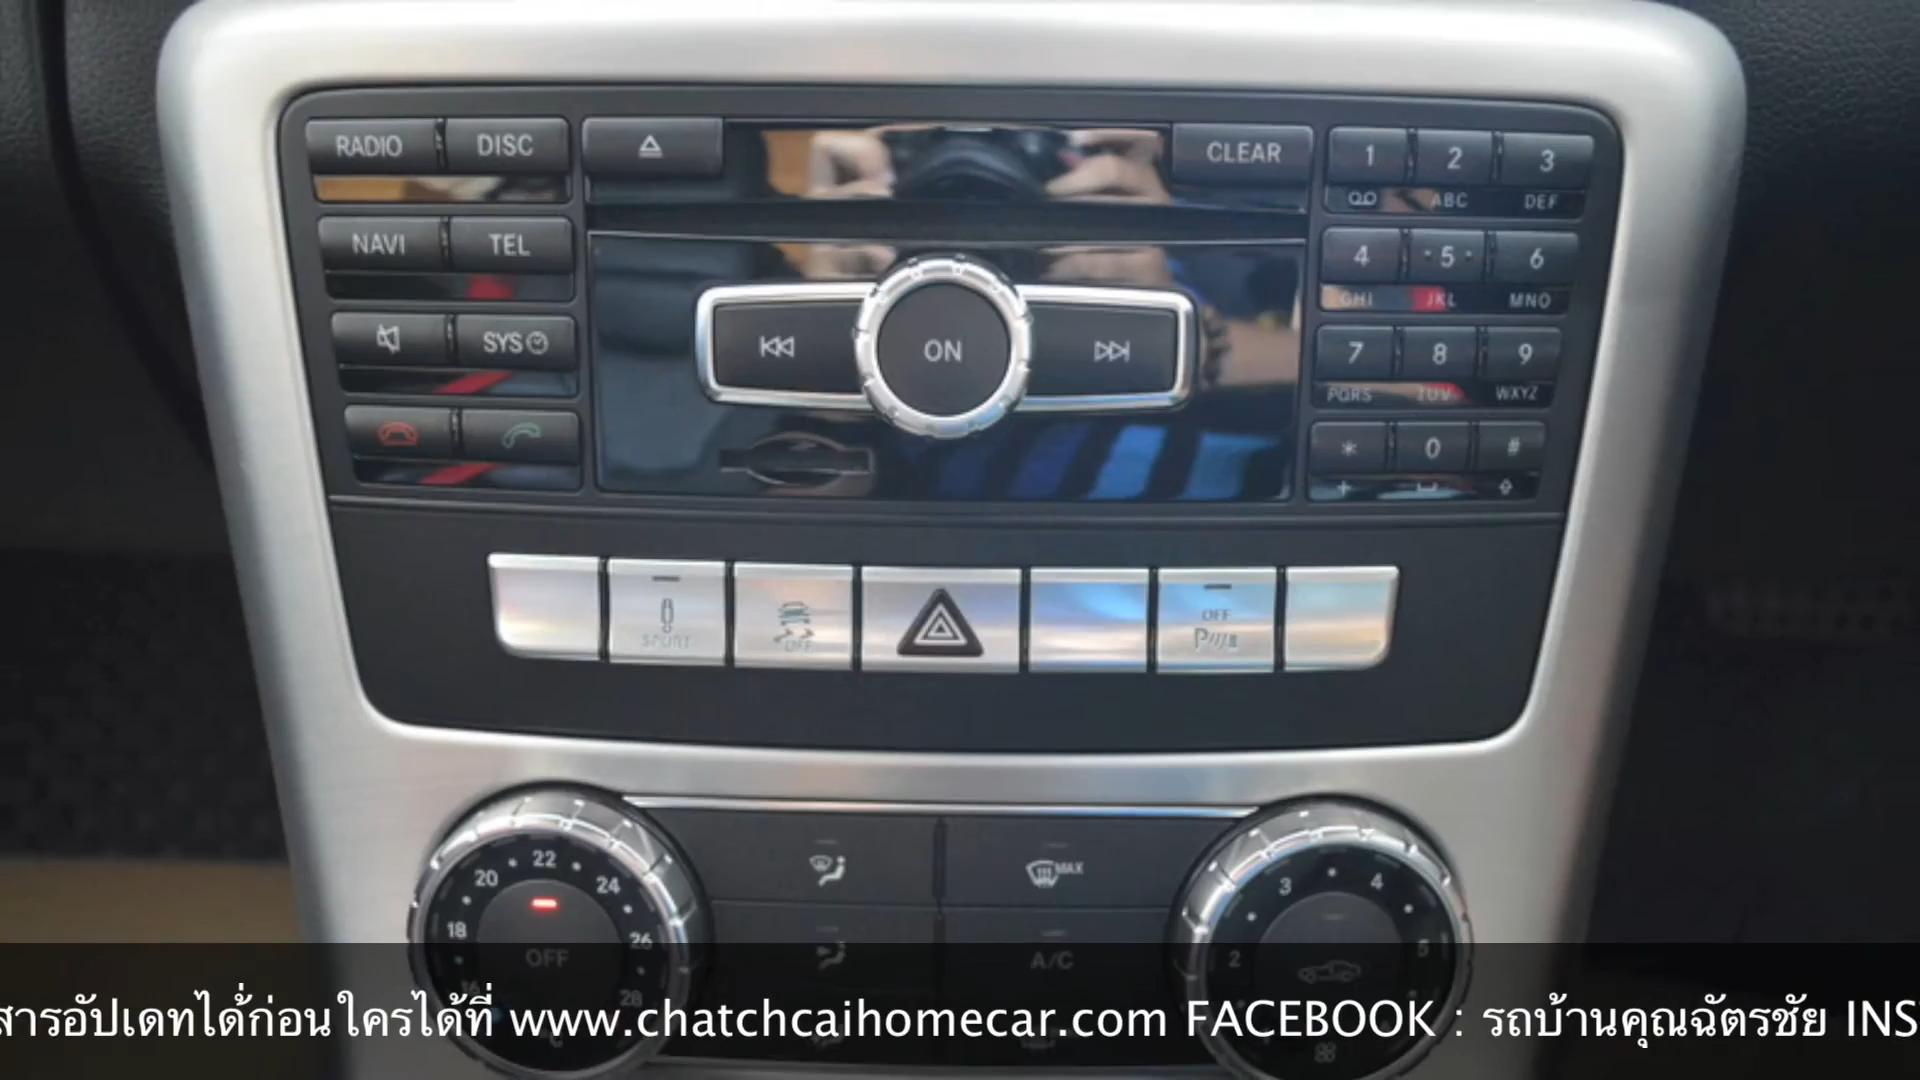 RADIO DISC CLEAR 1 2 3
ABC DEF
NAVI TEL 4 5 6
GHI JKL MNO
SYS ON 7 8 9
PQRS TUV WXYZ
* 0 #
+
SPORT OFF OFF P
MAX
A/C
18 20 22 24 26 28
OFF
2 3 4 5
สารอัปเดทได้ก่อนใครได้ที่ www.chatchcaihomecar.com FACEBOOK : รถบ้านคุณฉัตรชัย INS